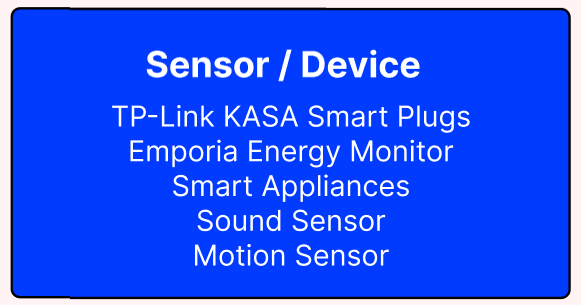 Sensor / Device
TP-Link KASA Smart Plugs
Emporia Energy Monitor
Smart Appliances
Sound Sensor
Motion Sensor